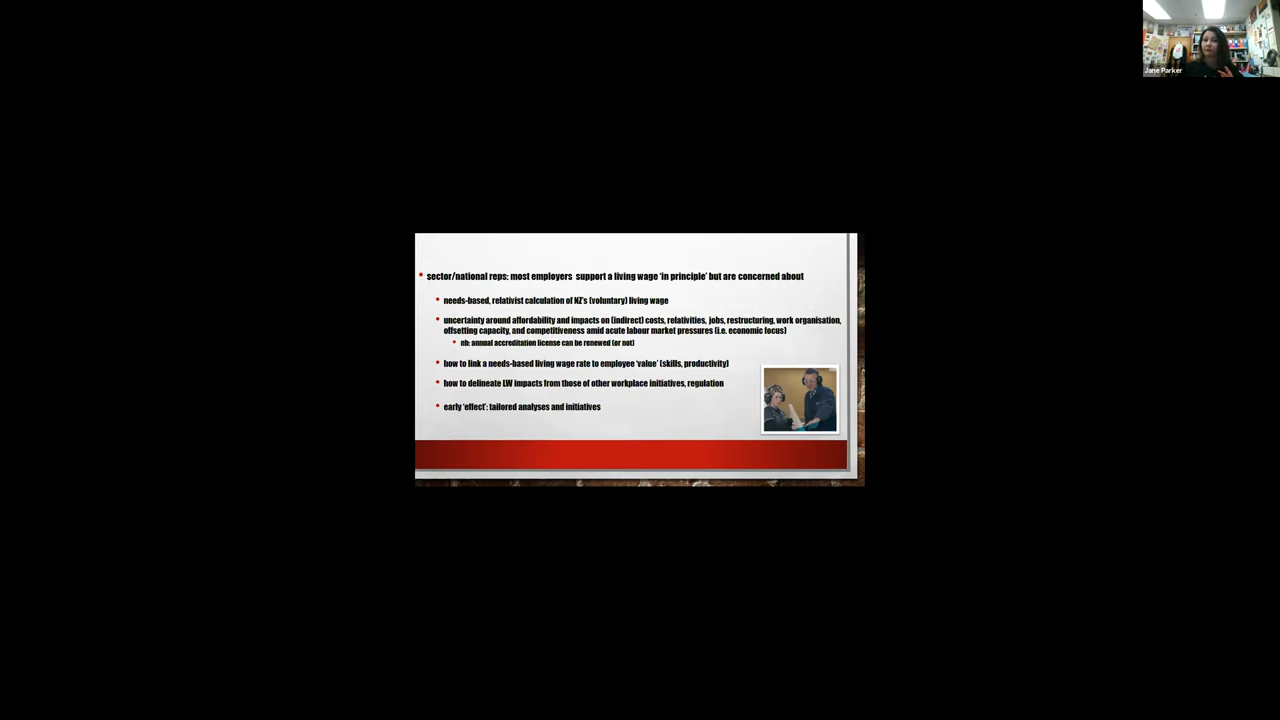 Jane Parker
sector/national reps: most employers support a living wage ‘in principle’ but are concerned about
needs-based, relativist calculation of NZ’s (voluntary) living wage
uncertainty around affordability and impacts on (indirect) costs, relativities, jobs, restructuring, work organisation,
offsetting capacity, and competitiveness amid acute labour market pressures (i.e. economic focus)
nb: annual accreditation license can be renewed (or not)
how to link a needs-based living wage rate to employee ‘value’ (skills, productivity)
how to delineate LW impacts from those of other workplace initiatives, regulation
early ‘effect’: tailored analyses and initiatives